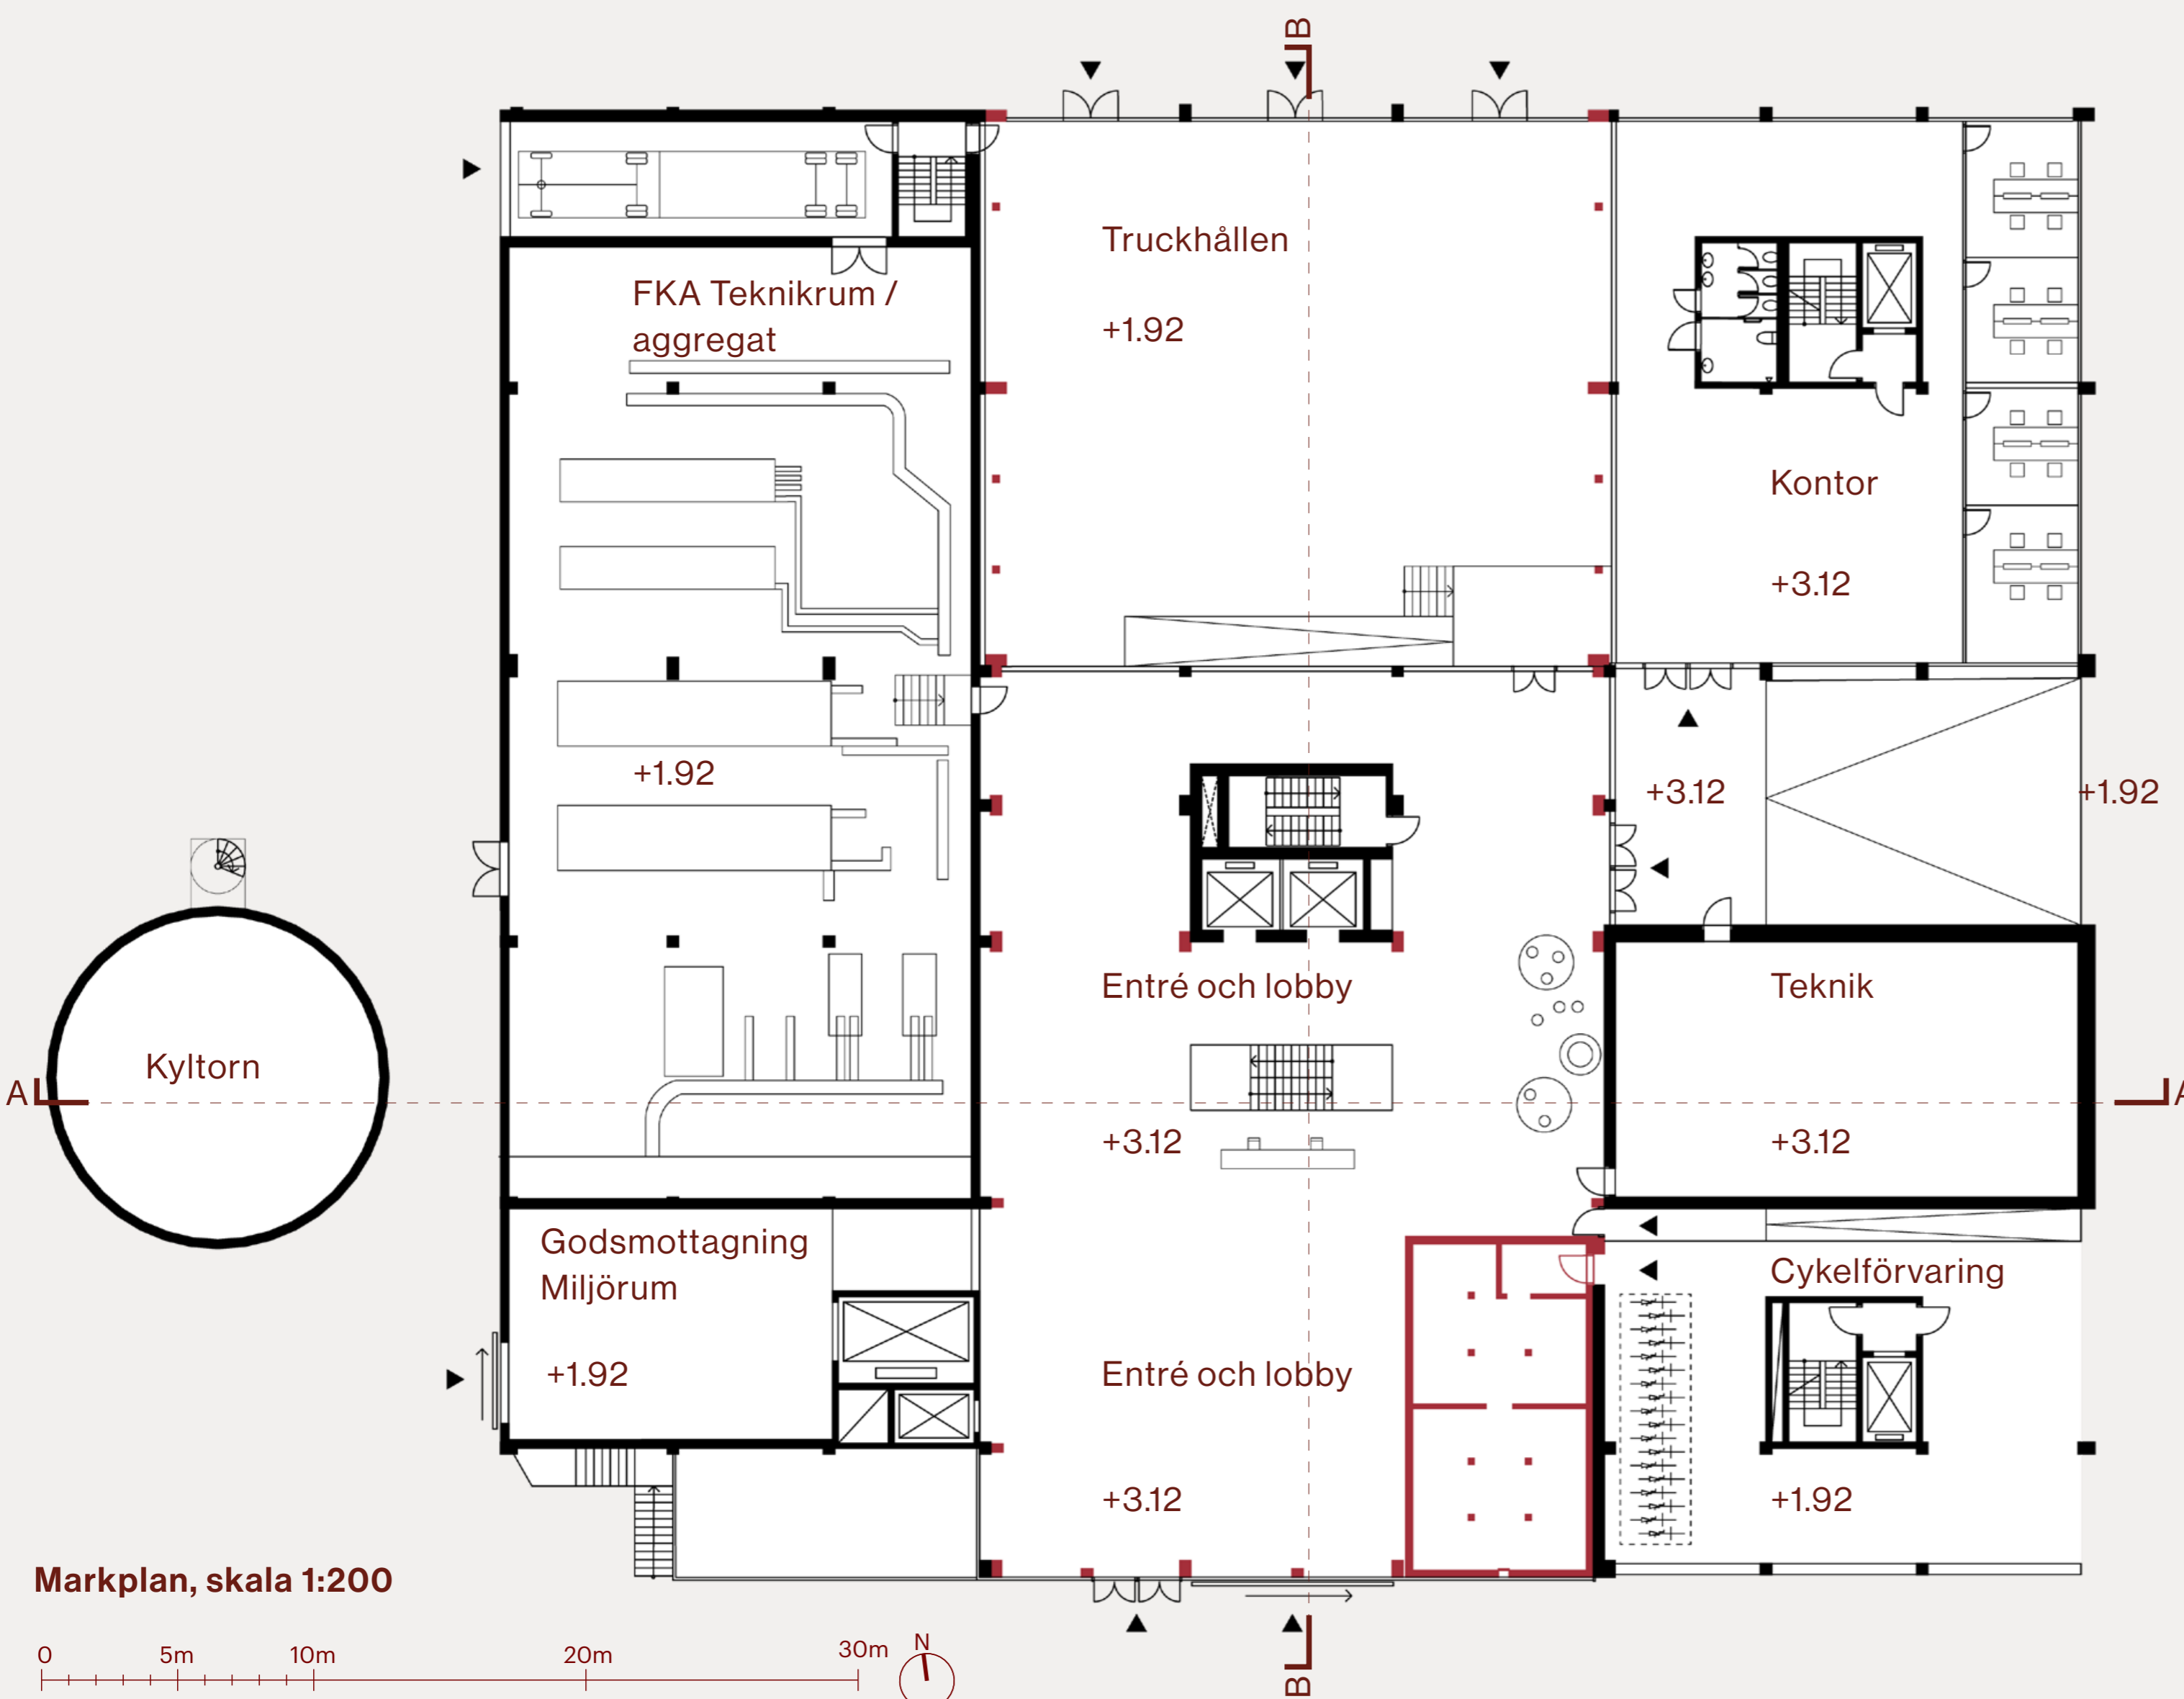 B
Truckhållen
+1.92
FKA Teknikrum /
aggregat
Kontor
+3.12
+1.92
+3.12
+1.92
Entré och lobby
+3.12
Teknik
+3.12
Kyltorn
A
A
Godsmottagning
Miljörum
+1.92
Entré och lobby
+3.12
Cykelförvaring
+1.92
Markplan, skala 1:200
0 5m 10m 20m 30m
N
B